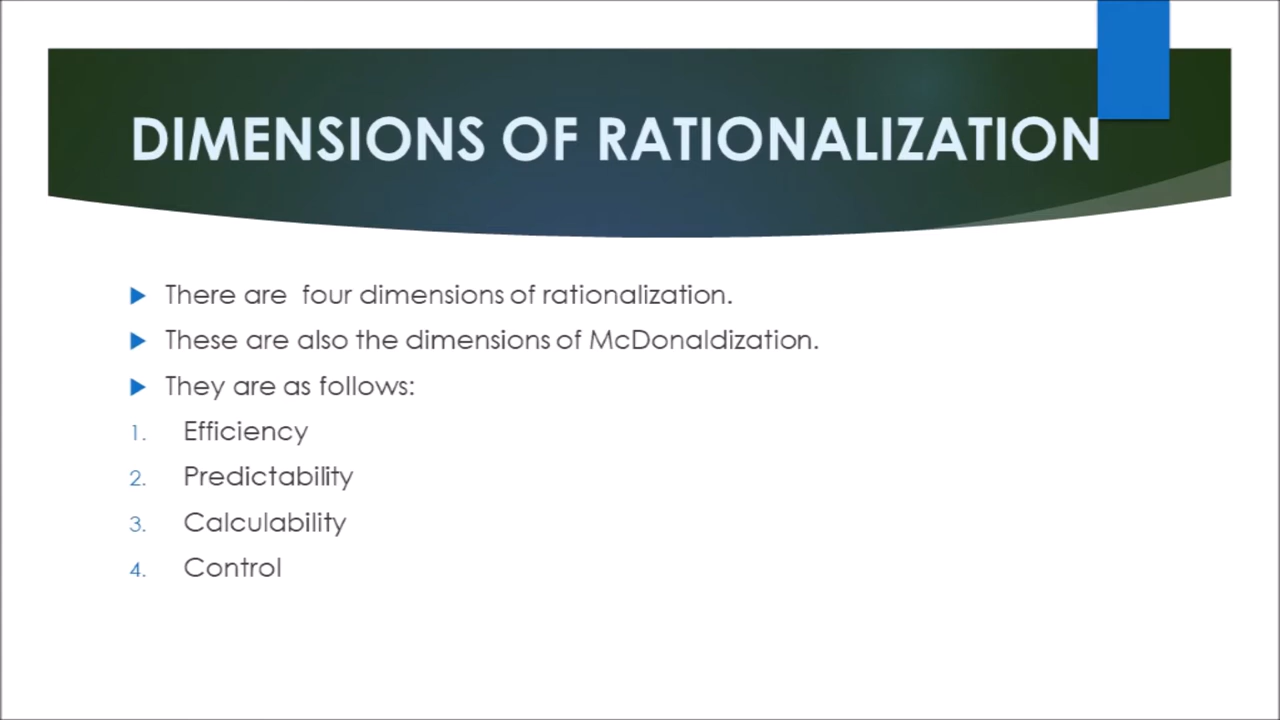 DIMENSIONS OF RATIONALIZATION
There are four dimensions of rationalization.
These are also the dimensions of McDonaldization.
They are as follows:
1. Efficiency
2. Predictability
3. Calculability
4. Control